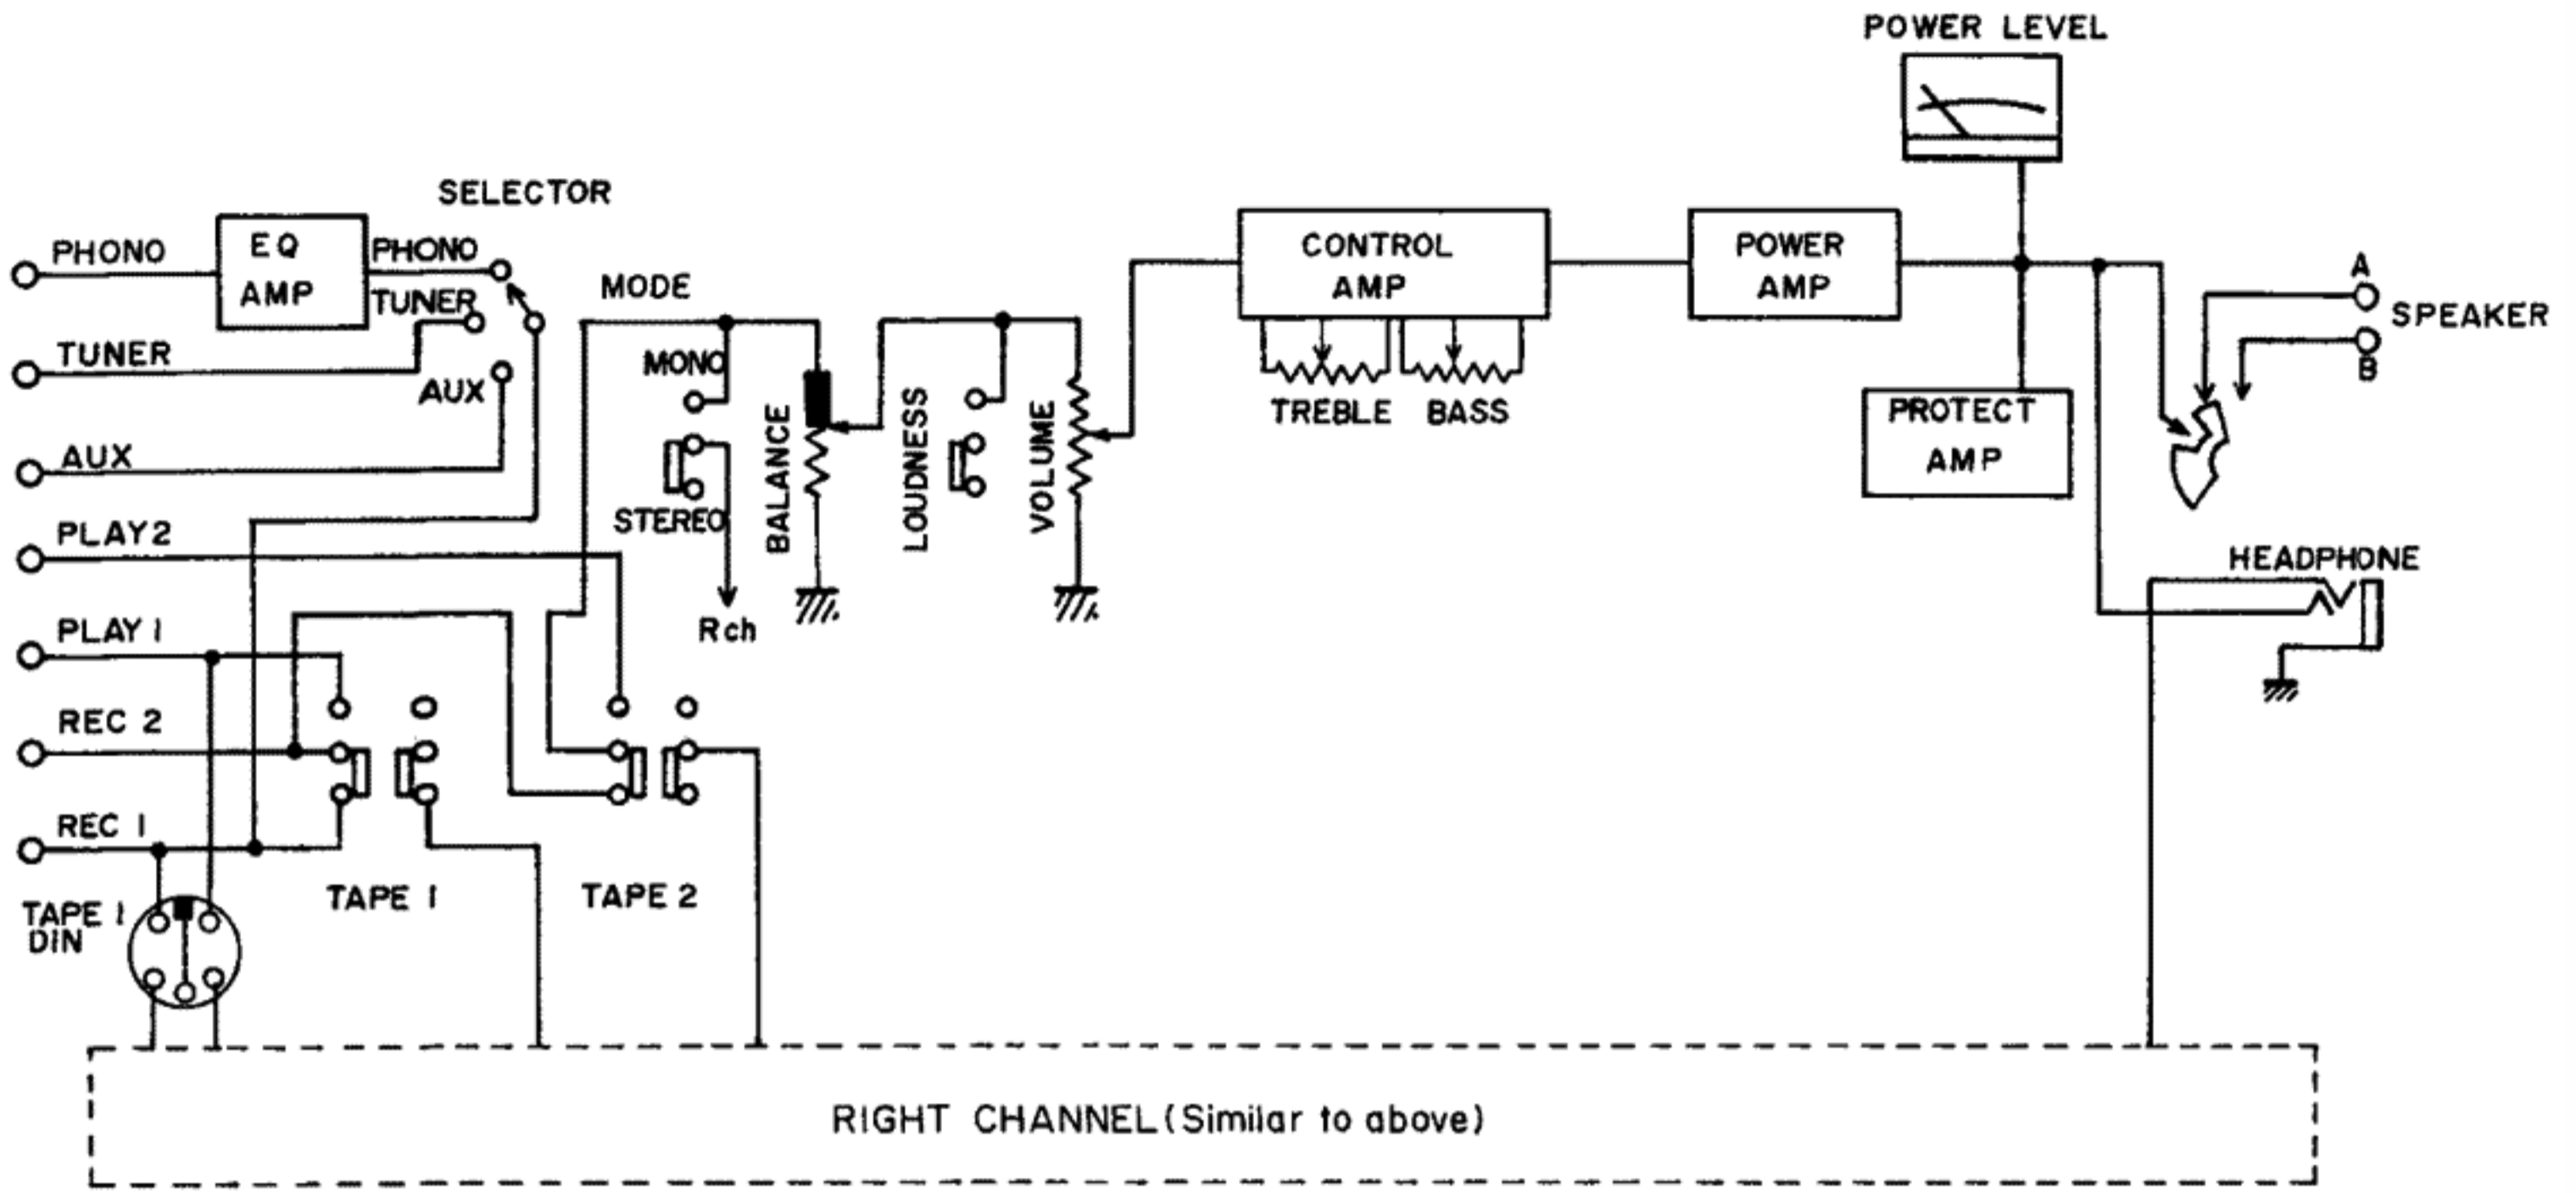 POWER LEVEL
SELECTOR
PHONO
EQ
AMP
PHONO
TUNER
AUX
TUNER
AUX
PLAY 2
PLAY 1
REC 2
REC 1
TAPE 1
DIN
TAPE 1
TAPE 2
MODE
MONO
STEREO
Rch
BALANCE
LOUDNESS
VOLUME
CONTROL
AMP
TREBLE
BASS
POWER
AMP
PROTECT
AMP
A
SPEAKER
B
HEADPHONE
RIGHT CHANNEL (Similar to above)